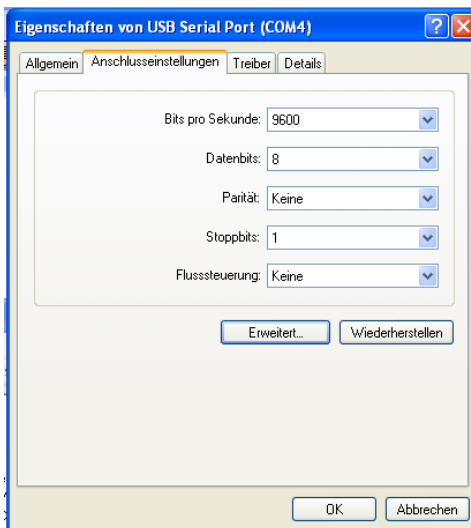 Eigenschaften von USB Serial Port (COM4)
Allgemein Anschlusseinstellungen Treiber Details
Bits pro Sekunde: 9600
Datenbits: 8
Parität: Keine
Stoppbits: 1
Flusssteuerung: Keine
Erweitert... Wiederherstellen
OK Abbrechen